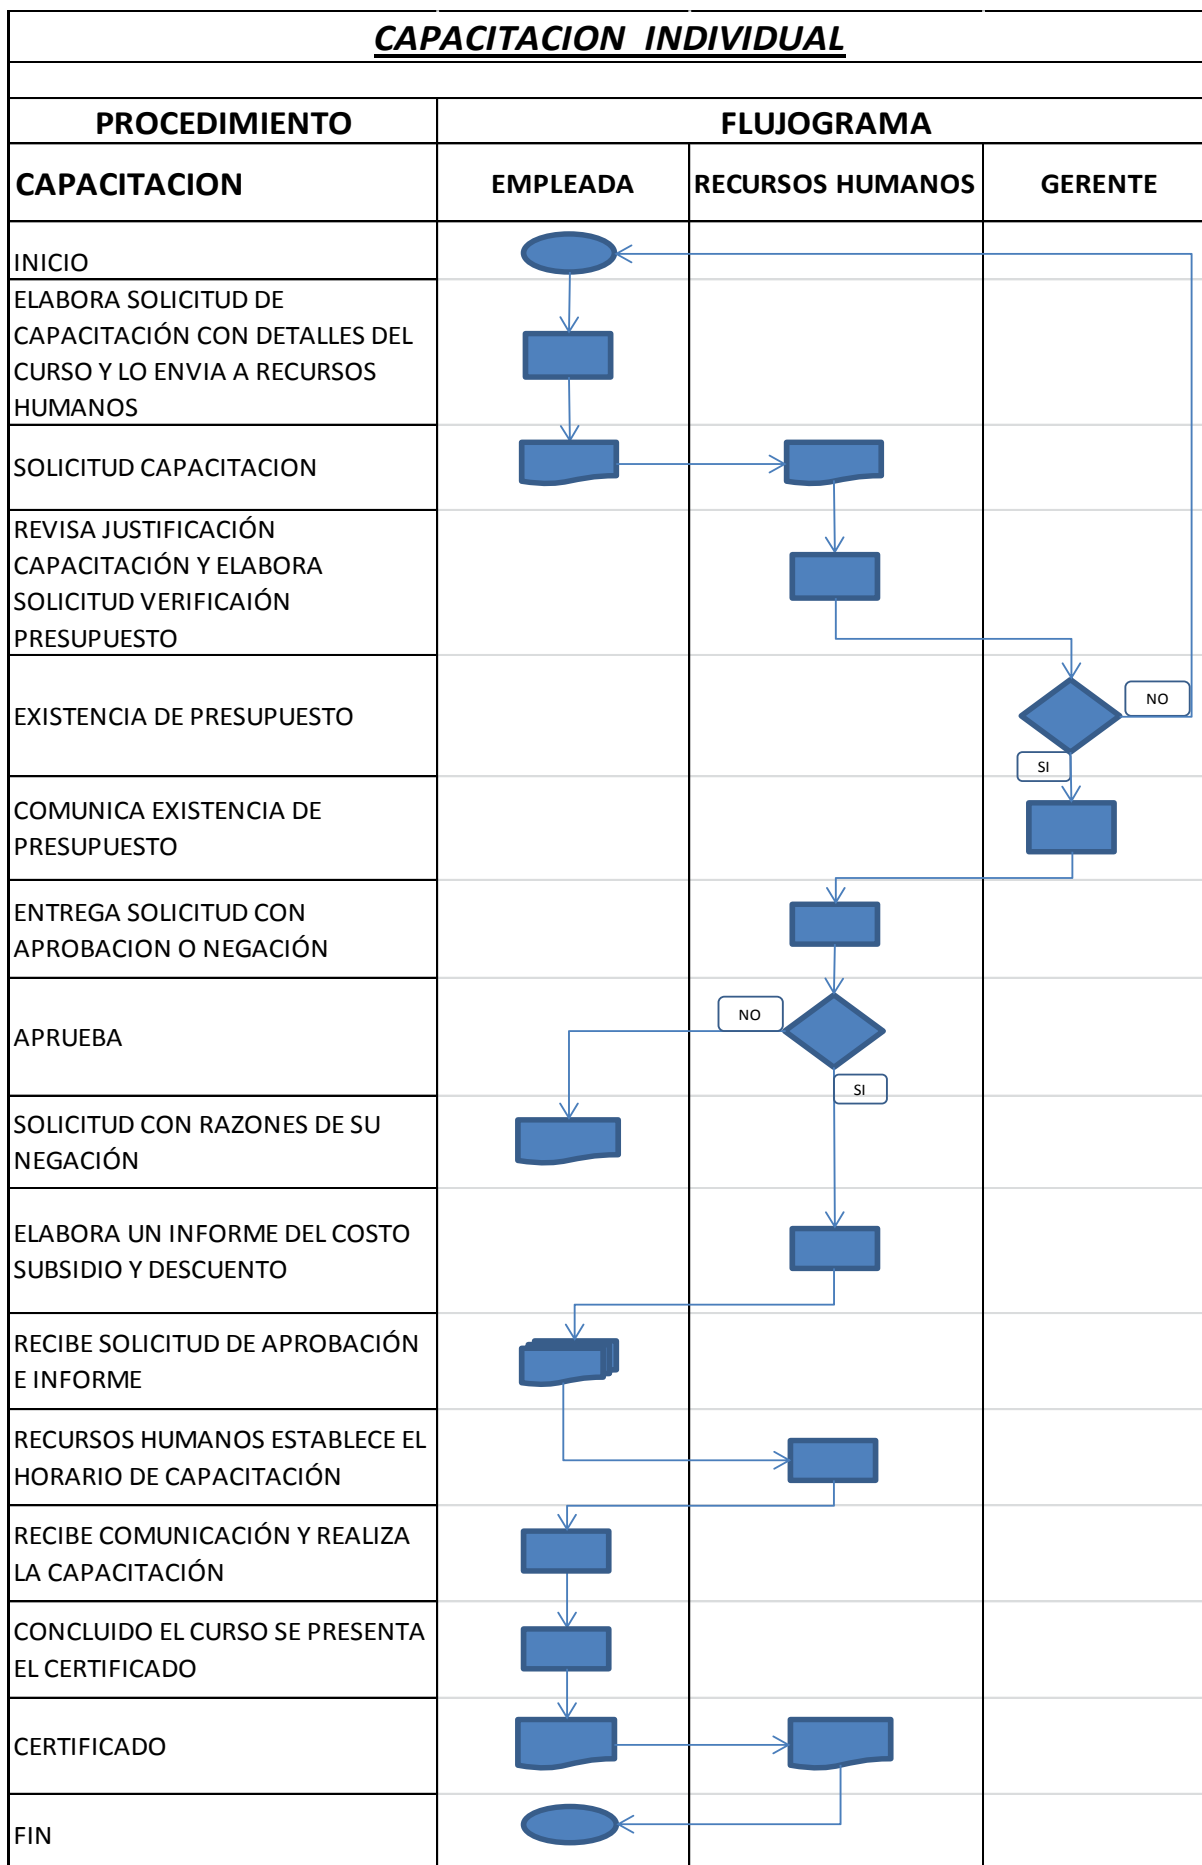 CAPACITACION INDIVIDUAL
PROCEDIMIENTO
FLUJOGRAMA
CAPACITACION
EMPLEADA
RECURSOS HUMANOS
GERENTE
INICIO
ELABORA SOLICITUD DE
CAPACITACIÓN CON DETALLES DEL
CURSO Y LO ENVIA A RECURSOS
HUMANOS
SOLICITUD CAPACITACION
REVISA JUSTIFICACIÓN
CAPACITACIÓN Y ELABORA
SOLICITUD VERIFICAIÓN
PRESUPUESTO
EXISTENCIA DE PRESUPUESTO
NO
SI
COMUNICA EXISTENCIA DE
PRESUPUESTO
ENTREGA SOLICITUD CON
APROBACION O NEGACIÓN
APRUEBA
NO
SI
SOLICITUD CON RAZONES DE SU
NEGACIÓN
ELABORA UN INFORME DEL COSTO
SUBSIDIO Y DESCUENTO
RECIBE SOLICITUD DE APROBACIÓN
E INFORME
RECURSOS HUMANOS ESTABLECE EL
HORARIO DE CAPACITACIÓN
RECIBE COMUNICACIÓN Y REALIZA
LA CAPACITACIÓN
CONCLUIDO EL CURSO SE PRESENTA
EL CERTIFICADO
CERTIFICADO
FIN